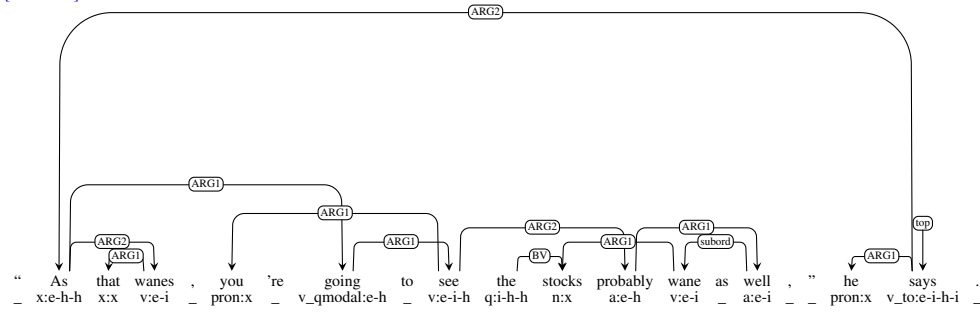 ARG2
ARG1
ARG1
ARG2 ARG2 ARG1
ARG1 ARG1 BV ARG1 subord ARG1 top
“ As that wanes , you ’re going to see the stocks probably wane as well , ” he says .
_ x:e-h-h x:x v:e-i _ pron:x _ v_qmodal:e-h _ v:e-i-h q:i-h-h n:x a:e-h v:e-i _ a:e-i _ _ pron:x v_to:e-i-h-i _